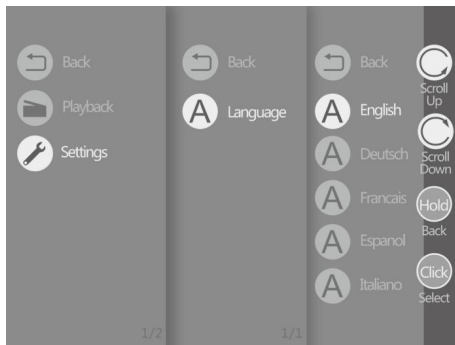 Back
Playback
Settings
1/2
Back
A Language
1/1
Back
A English
A Deutsch
A Francais
A Espanol
A Italiano
Scroll
Up
Scroll
Down
Hold
Back
Click
Select